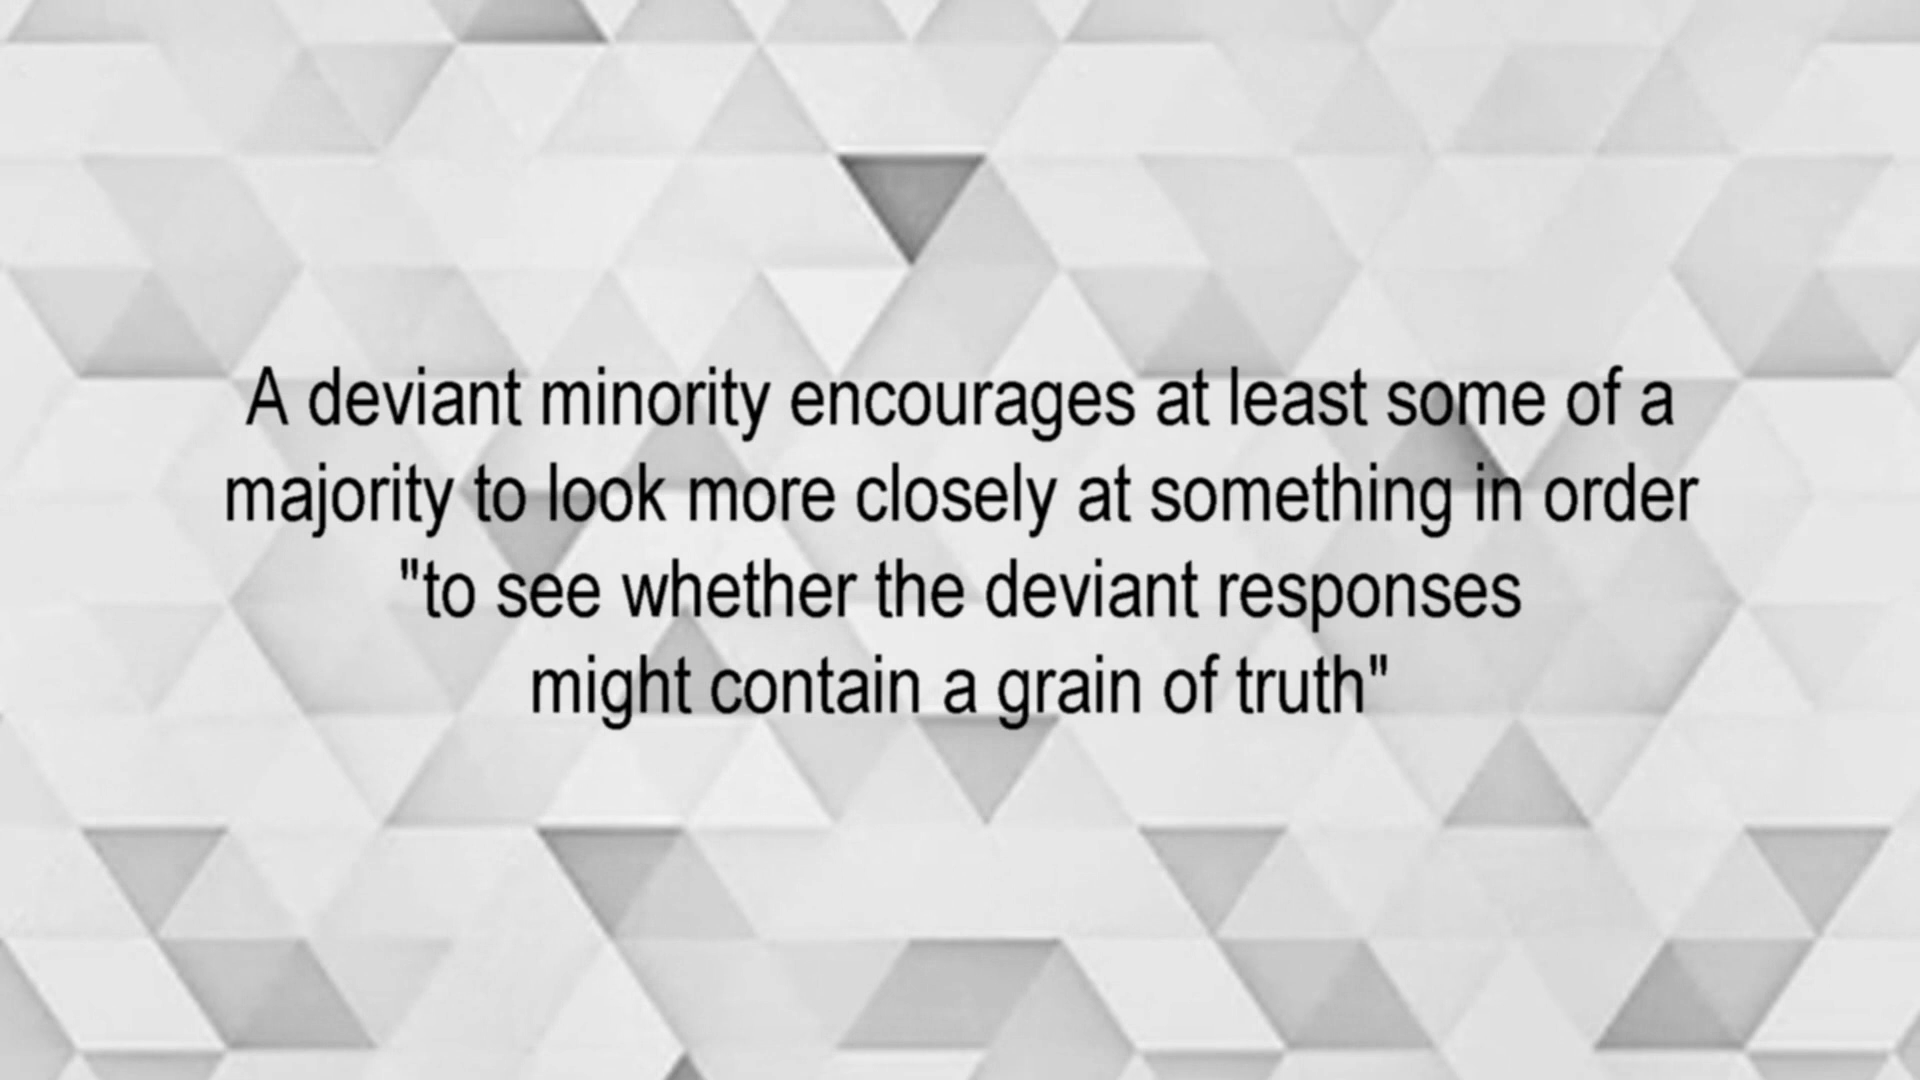 A deviant minority encourages at least some of a
majority to look more closely at something in order
"to see whether the deviant responses
might contain a grain of truth"